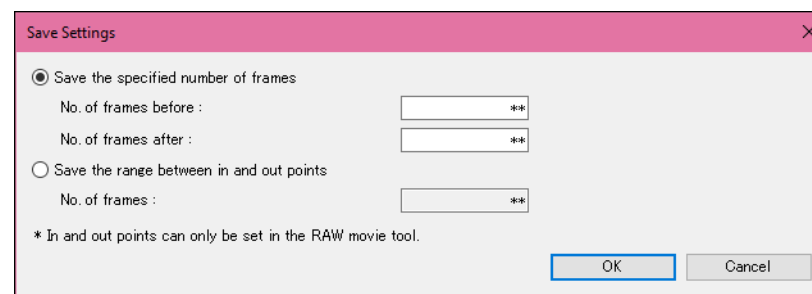 Save Settings
Save the specified number of frames
No. of frames before : **
No. of frames after : **
Save the range between in and out points
No. of frames : **
* In and out points can only be set in the RAW movie tool.
OK Cancel